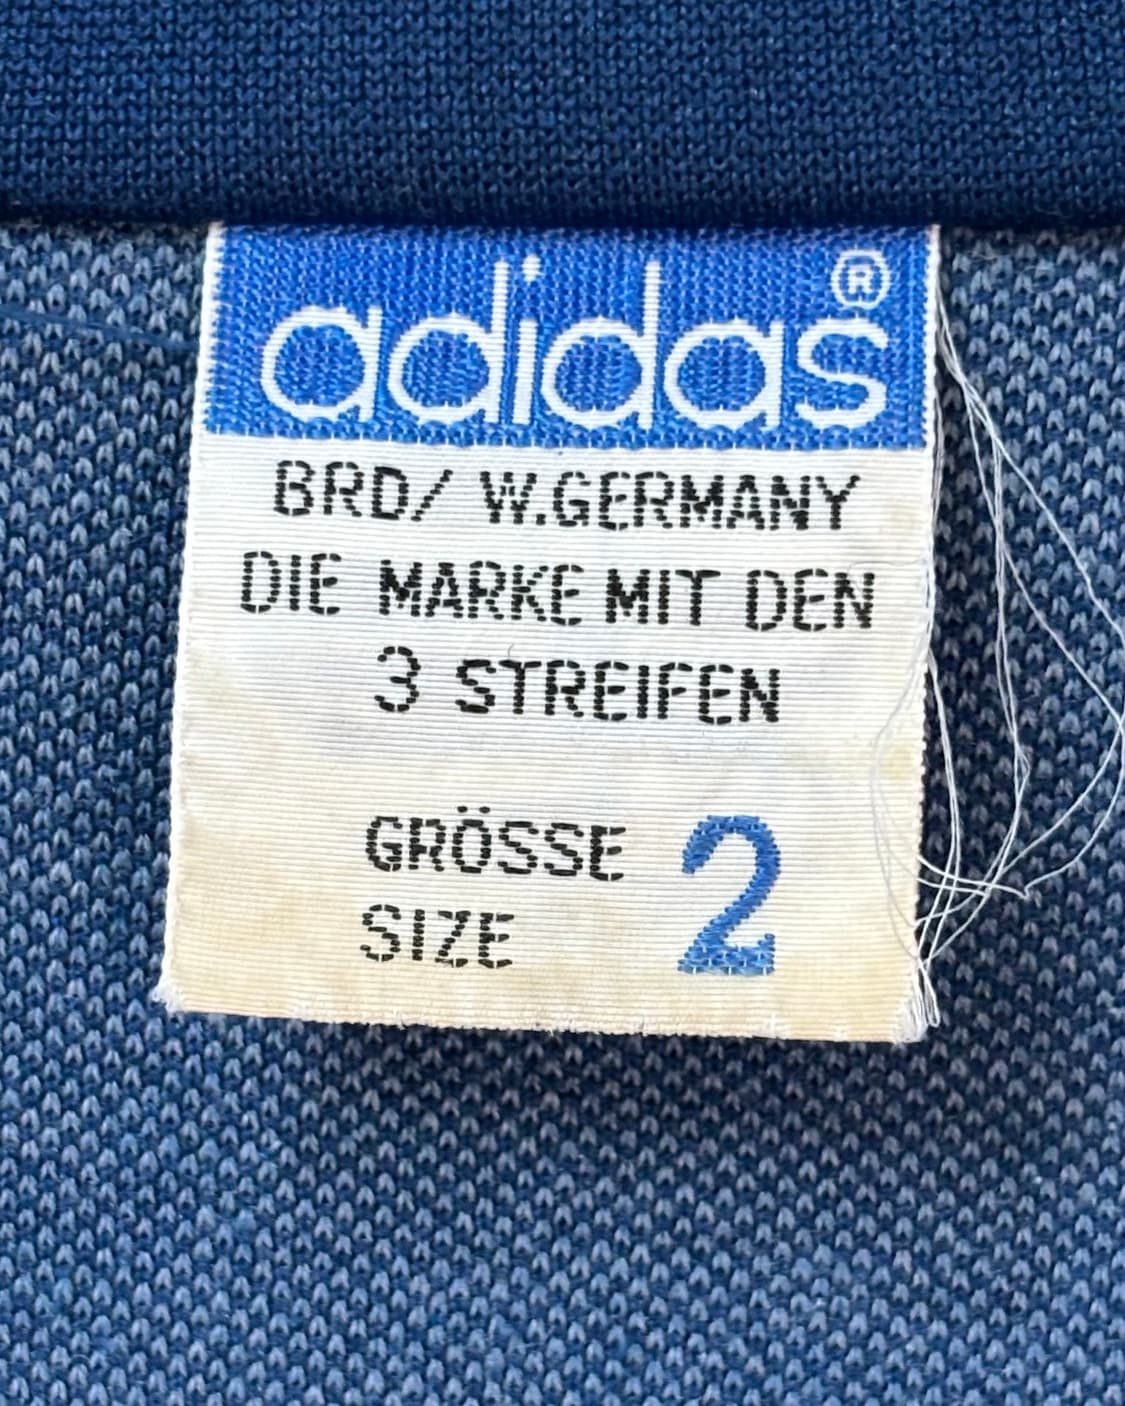 adidas®
BRD/ W.GERMANY
DIE MARKE MIT DEN
3 STREIFEN
GRÖSSE 2
SIZE